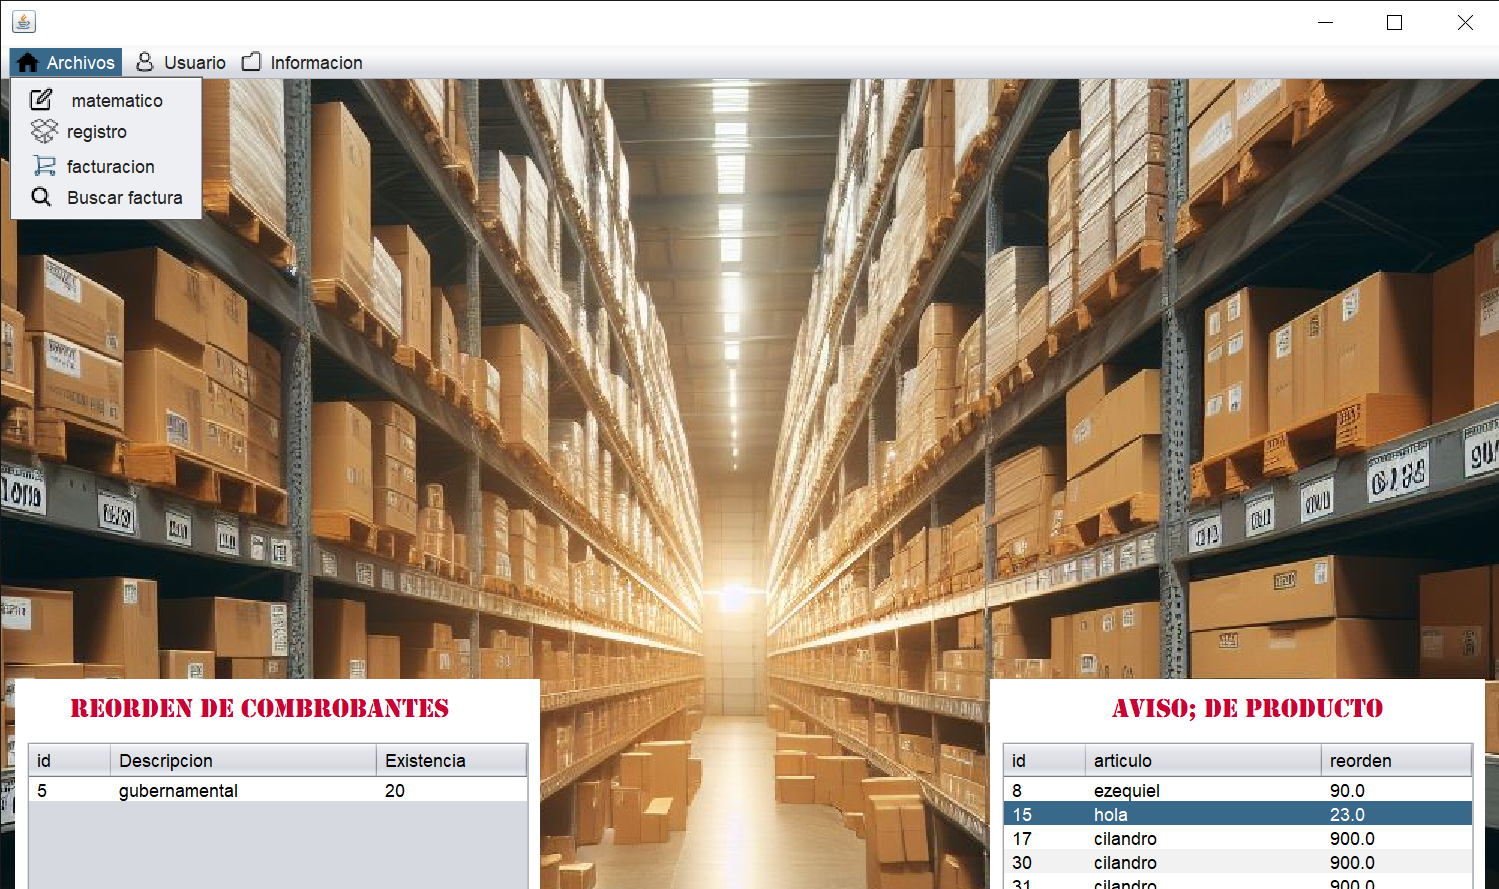 Archivos Usuario Informacion
matematico
registro
facturacion
Buscar factura
REORDEN DE COMBROBANTES
id Descripcion Existencia
5 gubernamental 20
AVISO; DE PRODUCTO
id articulo reorden
8 ezequiel 90.0
15 hola 23.0
17 cilandro 900.0
30 cilandro 900.0
31 cilandro 900.0